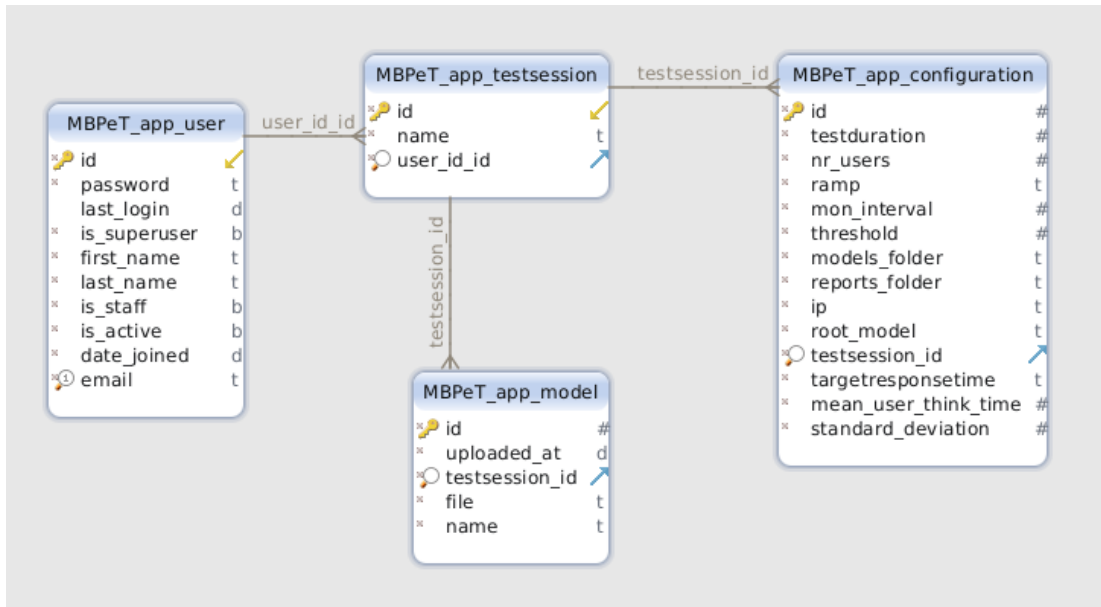 MBPeT_app_user
id
password t
last_login d
is_superuser b
first_name t
last_name t
is_staff b
is_active b
date_joined d
1 email t
user_id_id
MBPeT_app_testsession
id
name t
user_id_id
testsession_id
MBPeT_app_configuration
id #
testduration #
nr_users #
ramp t
mon_interval #
threshold #
models_folder t
reports_folder t
ip t
root_model t
testsession_id
targetresponsetime t
mean_user_think_time #
standard_deviation #
testsession_id
MBPeT_app_model
id #
uploaded_at d
testsession_id
file t
name t